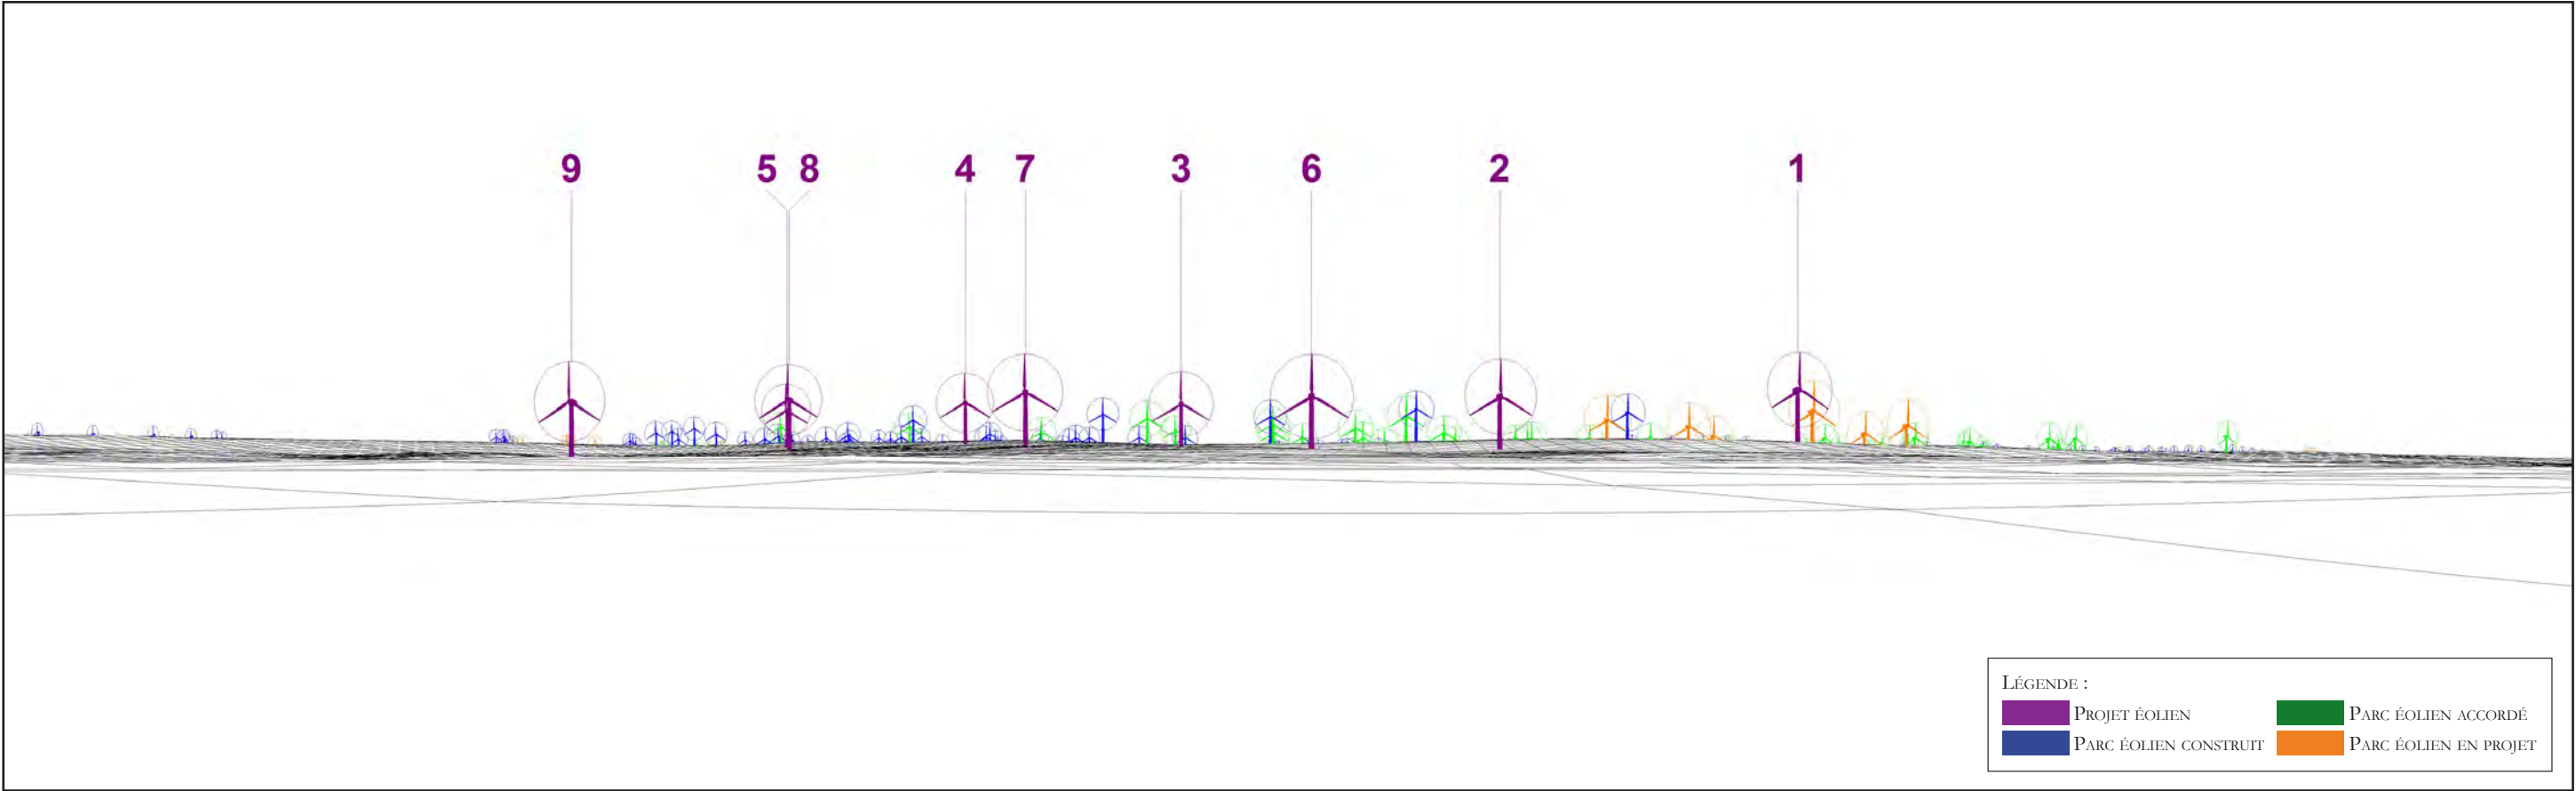 9 5 8 4 7 3 6 2 1
LÉGENDE :
PROJET ÉOLIEN
PARC ÉOLIEN ACCORDÉ
PARC ÉOLIEN CONSTRUIT
PARC ÉOLIEN EN PROJET